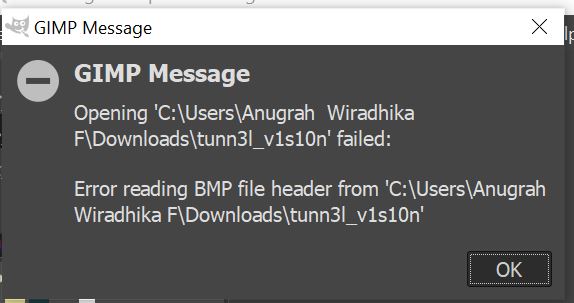 GIMP Message
GIMP Message
Opening 'C:\Users\Anugrah  Wiradhika
F\Downloads\tunn3l_v1s10n' failed:
Error reading BMP file header from 'C:\Users\Anugrah
Wiradhika F\Downloads\tunn3l_v1s10n'
OK